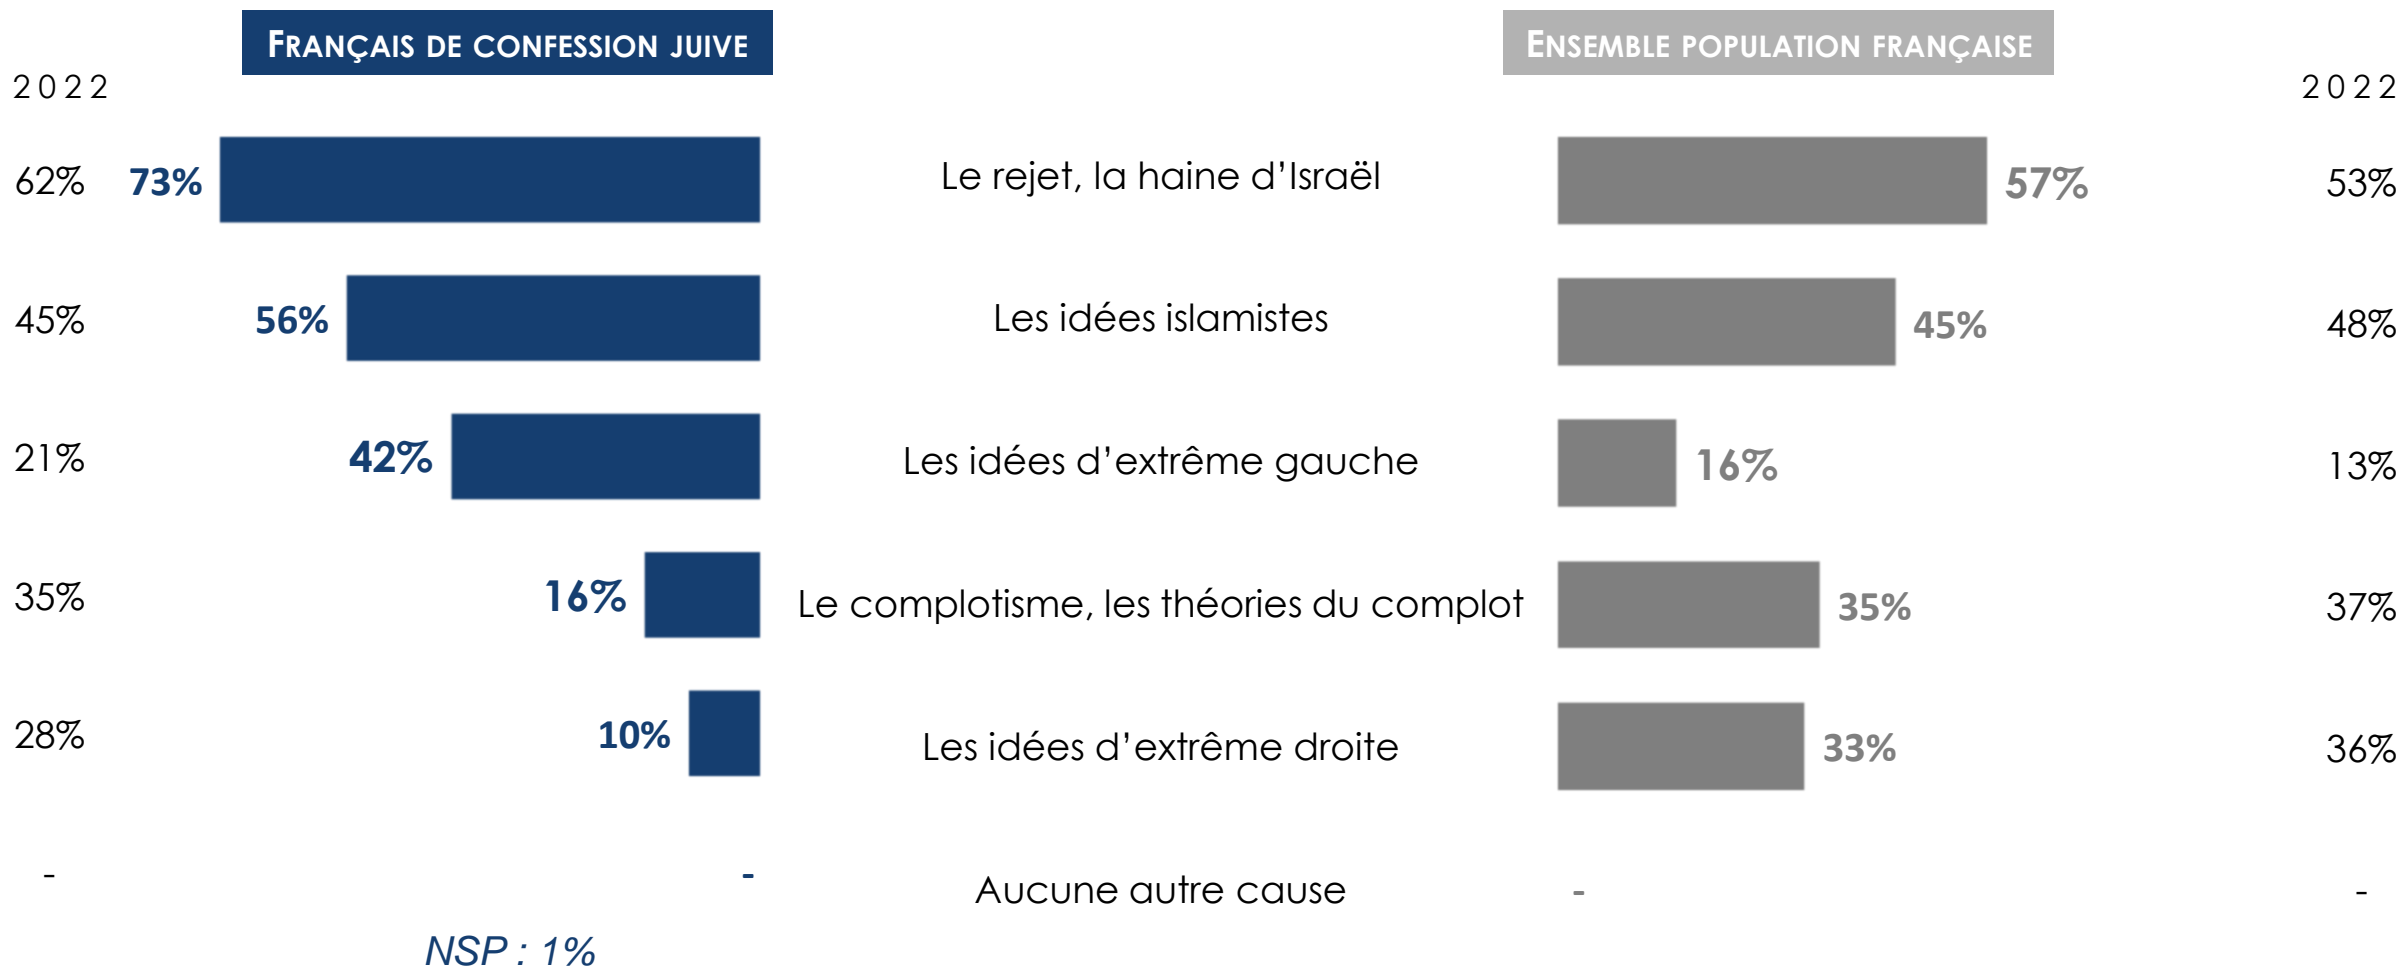 FRANÇAIS DE CONFESSION JUIVE ENSEMBLE POPULATION FRANÇAISE
2022 2022
62% 73% Le rejet, la haine d’Israël 57% 53%
45% 56% Les idées islamistes 45% 48%
21% 42% Les idées d’extrême gauche 16% 13%
35% 16% Le complotisme, les théories du complot 35% 37%
28% 10% Les idées d’extrême droite 33% 36%
- - Aucune autre cause - -
NSP : 1%